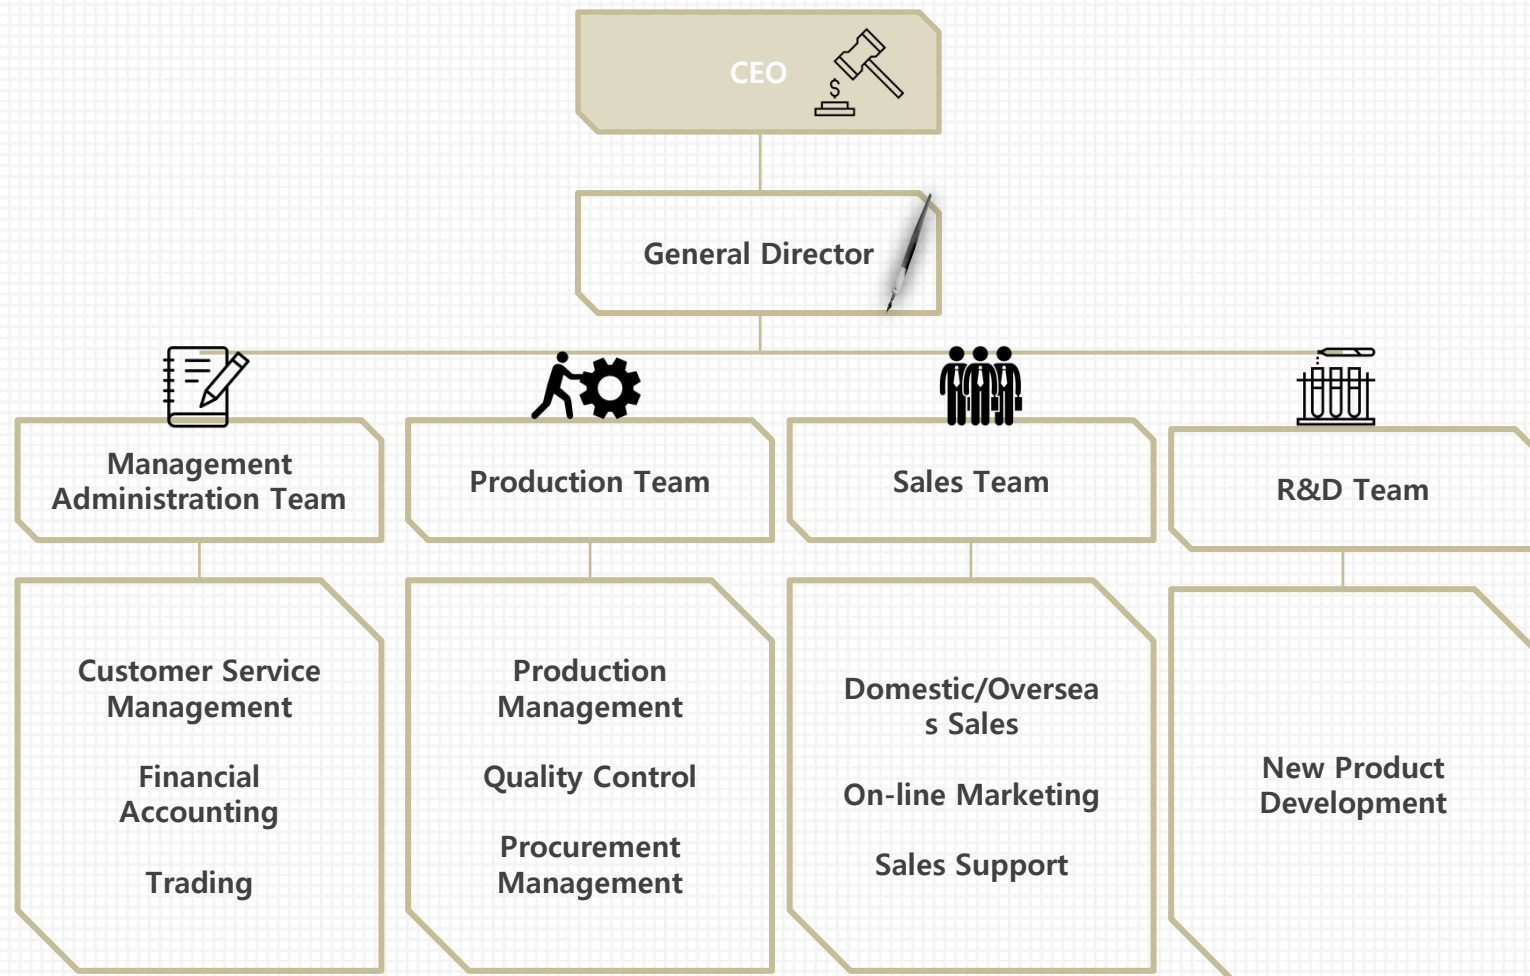 CEO
$
General Director
Management
Administration Team
Production Team
Sales Team
R&D Team
Customer Service
Management
Financial
Accounting
Trading
Production
Management
Quality Control
Procurement
Management
Domestic/Oversea
s Sales
On-line Marketing
Sales Support
New Product
Development